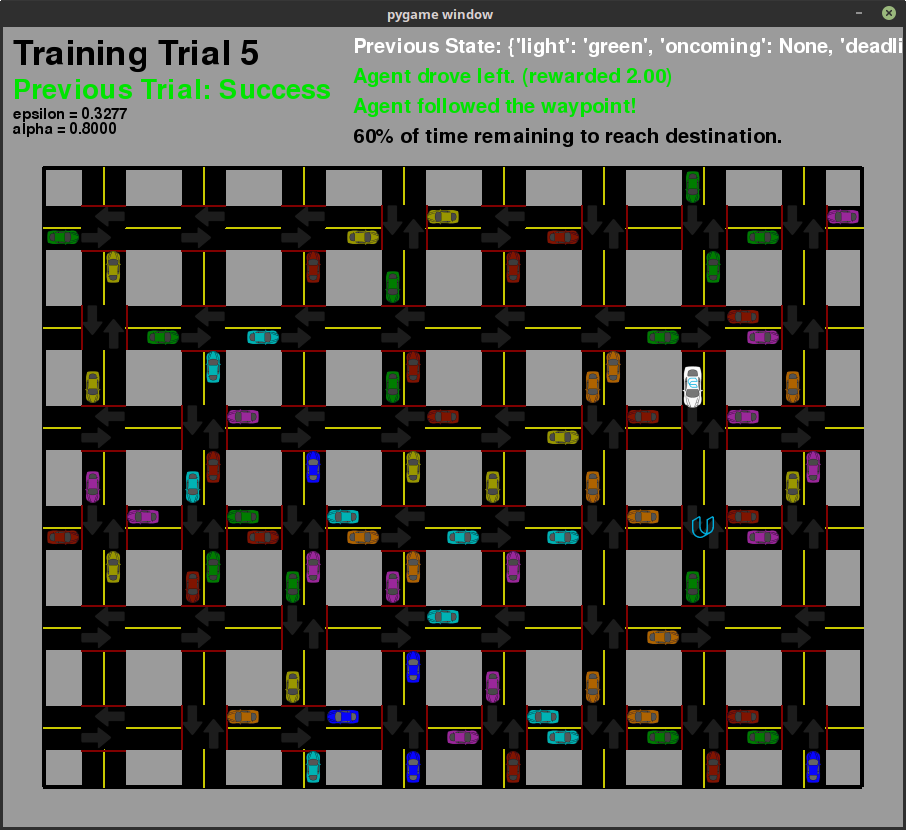 pygame window
Training Trial 5
Previous Trial: Success
epsilon = 0.3277
alpha = 0.8000
Previous State: {'light': 'green', 'oncoming': None, 'deadli
Agent drove left. (rewarded 2.00)
Agent followed the waypoint!
60% of time remaining to reach destination.